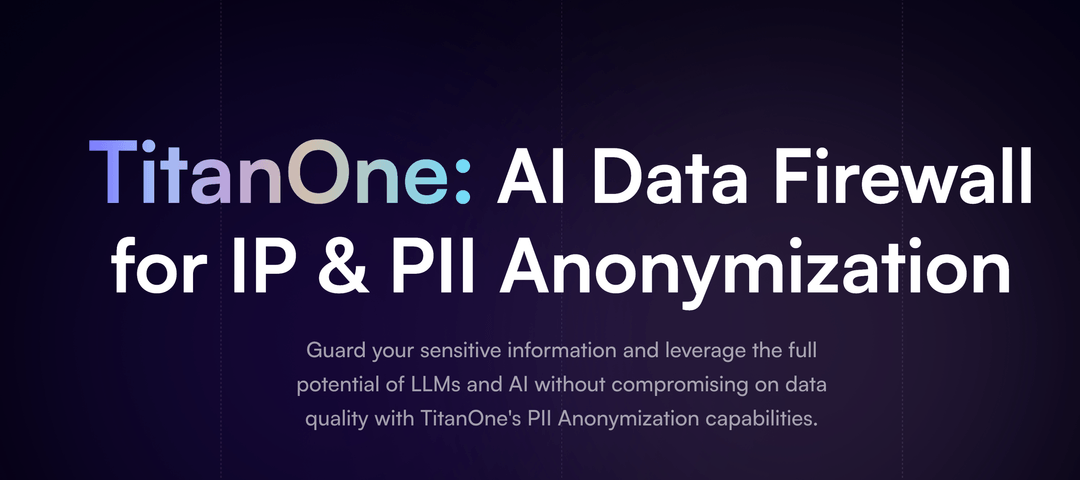 TitanOne: AI Data Firewall
for IP & PII Anonymization
Guard your sensitive information and leverage the full
potential of LLMs and AI without compromising on data
quality with TitanOne's PII Anonymization capabilities.